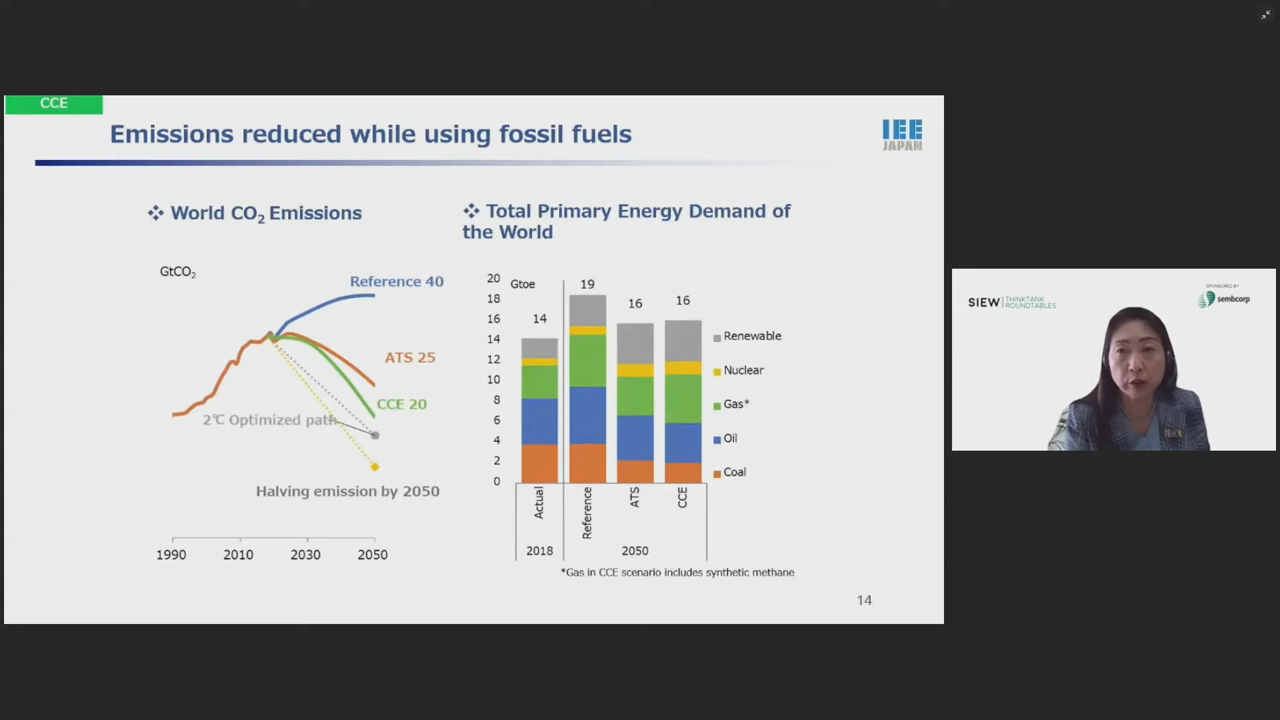 CCE
Emissions reduced while using fossil fuels
IEE
JAPAN
❖ World CO₂ Emissions
GtCO₂
Reference 40
ATS 25
CCE 20
2℃ Optimized path
Halving emission by 2050
1990 2010 2030 2050
❖ Total Primary Energy Demand of
the World
20
18
16
14
12
10
8
6
4
2
0
Gtoe
14
19
16
16
Renewable
Nuclear
Gas*
Oil
Coal
Actual
Reference
ATS
CCE
2018
2050
*Gas in CCE scenario includes synthetic methane
14
SIEW THINKTANK
ROUNDTABLES
SPONSORED BY
sembcorp